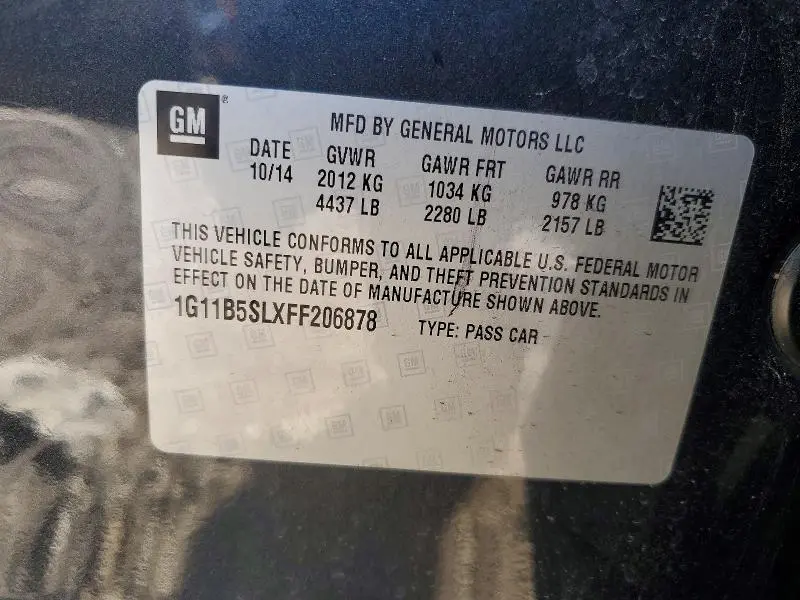 GM
MFD BY GENERAL MOTORS LLC
DATE GVWR GAWR FRT GAWR RR
10/14 2012 KG 1034 KG 978 KG
4437 LB 2280 LB 2157 LB
THIS VEHICLE CONFORMS TO ALL APPLICABLE U.S. FEDERAL MOTOR
VEHICLE SAFETY, BUMPER, AND THEFT PREVENTION STANDARDS IN
EFFECT ON THE DATE OF MANUFACTURE SHOWN ABOVE.
1G11B5SLXFF206878 TYPE: PASS CAR